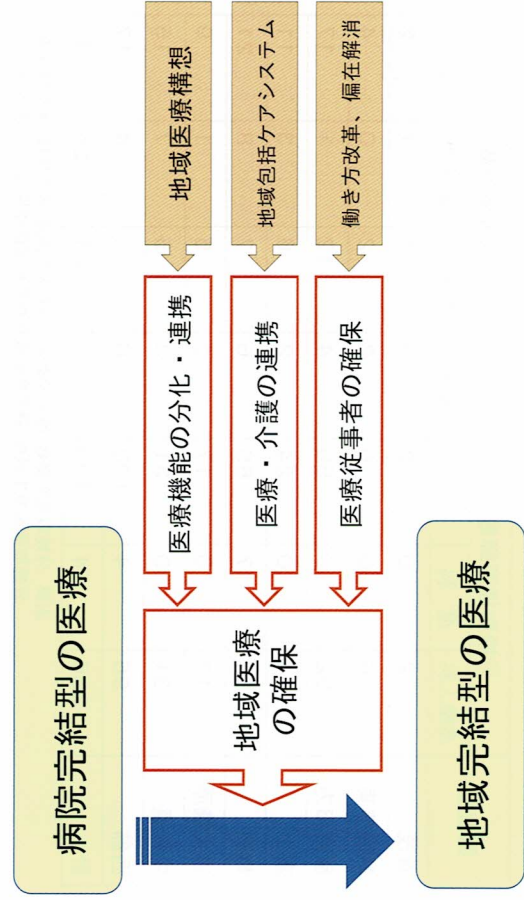 病院完結型の医療
地域医療
の確保
医療機能の分化・連携
地域医療構想
医療・介護の連携
地域包括ケアシステム
医療従事者の確保
働き方改革、偏在解消
地域完結型の医療